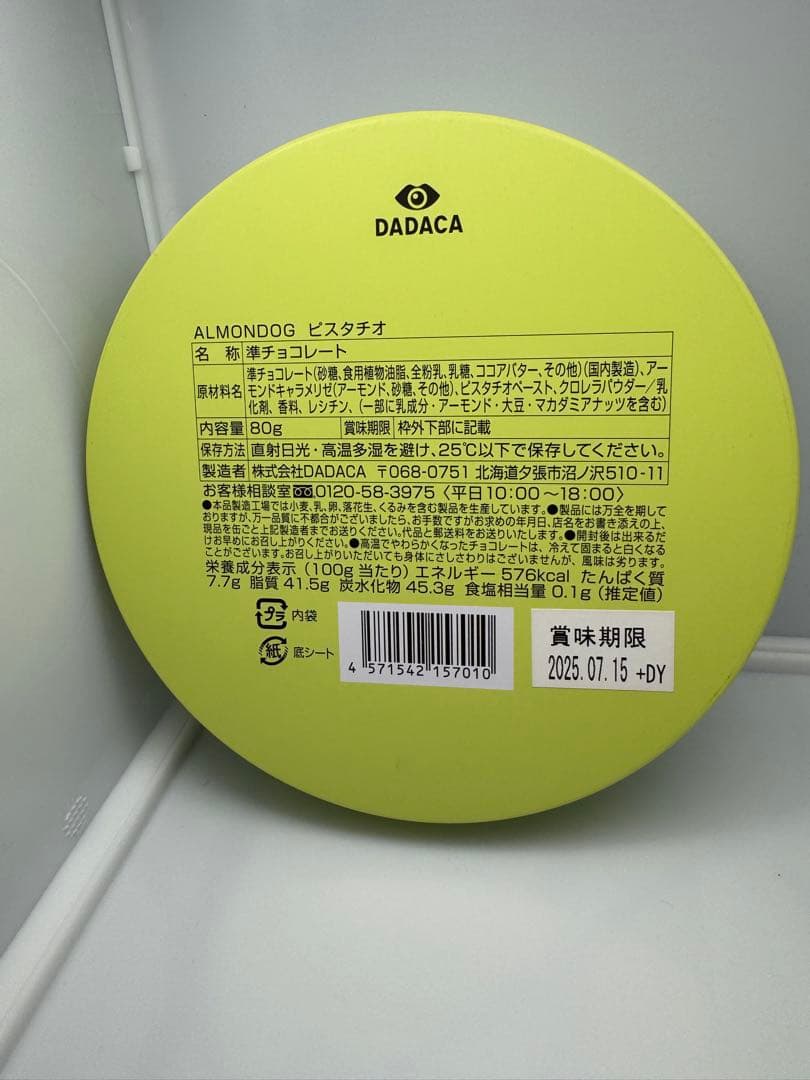 DADACA
ALMONDOG ピスタチオ
名 称 準チョコレート
原材料名 準チョコレート(砂糖、食用植物油脂、全粉乳、乳糖、ココアバター、その他)(国内製造)、アー
モンドキャラメリゼ(アーモンド、砂糖、その他)、ピスタチオペースト、クロレラパウダー/乳
化剤、香料、レシチン、(一部に乳成分・アーモンド・大豆・マカダミアナッツを含む)
内容量 80g 賞味期限 枠外下部に記載
保存方法 直射日光・高温多湿を避け、25℃以下で保存してください。
製造者 株式会社DADACA 〒068-0751 北海道夕張市沼ノ沢510-11
お客様相談室 0120-58-3975〈平日10:00〜18:00〉
●本品製造工場では小麦、乳、卵、落花生、くるみを含む製品を生産しています。●製品には万全を期して
おりますが、万一品質に不都合がございましたら、お手数ですがお求めの年月日、店名をお書き添えの上、
現品を缶ごと上記製造者までお送りください。代品と郵送料をお送りいたします。●開封後は出来るだ
けお早めにお召し上がりください。●高温でやわらかくなったチョコレートは、冷えて固まると白くなる
ことがございます。お召し上がりいただいても身体にさしさわりはございませんが、風味は劣ります。
栄養成分表示(100g当たり)エネルギー 576kcal たんぱく質
7.7g 脂質 41.5g 炭水化物 45.3g 食塩相当量 0.1g(推定値)
プラ 内袋
紙 底シート
4 571542 157010
賞味期限
2025.07.15 +DY